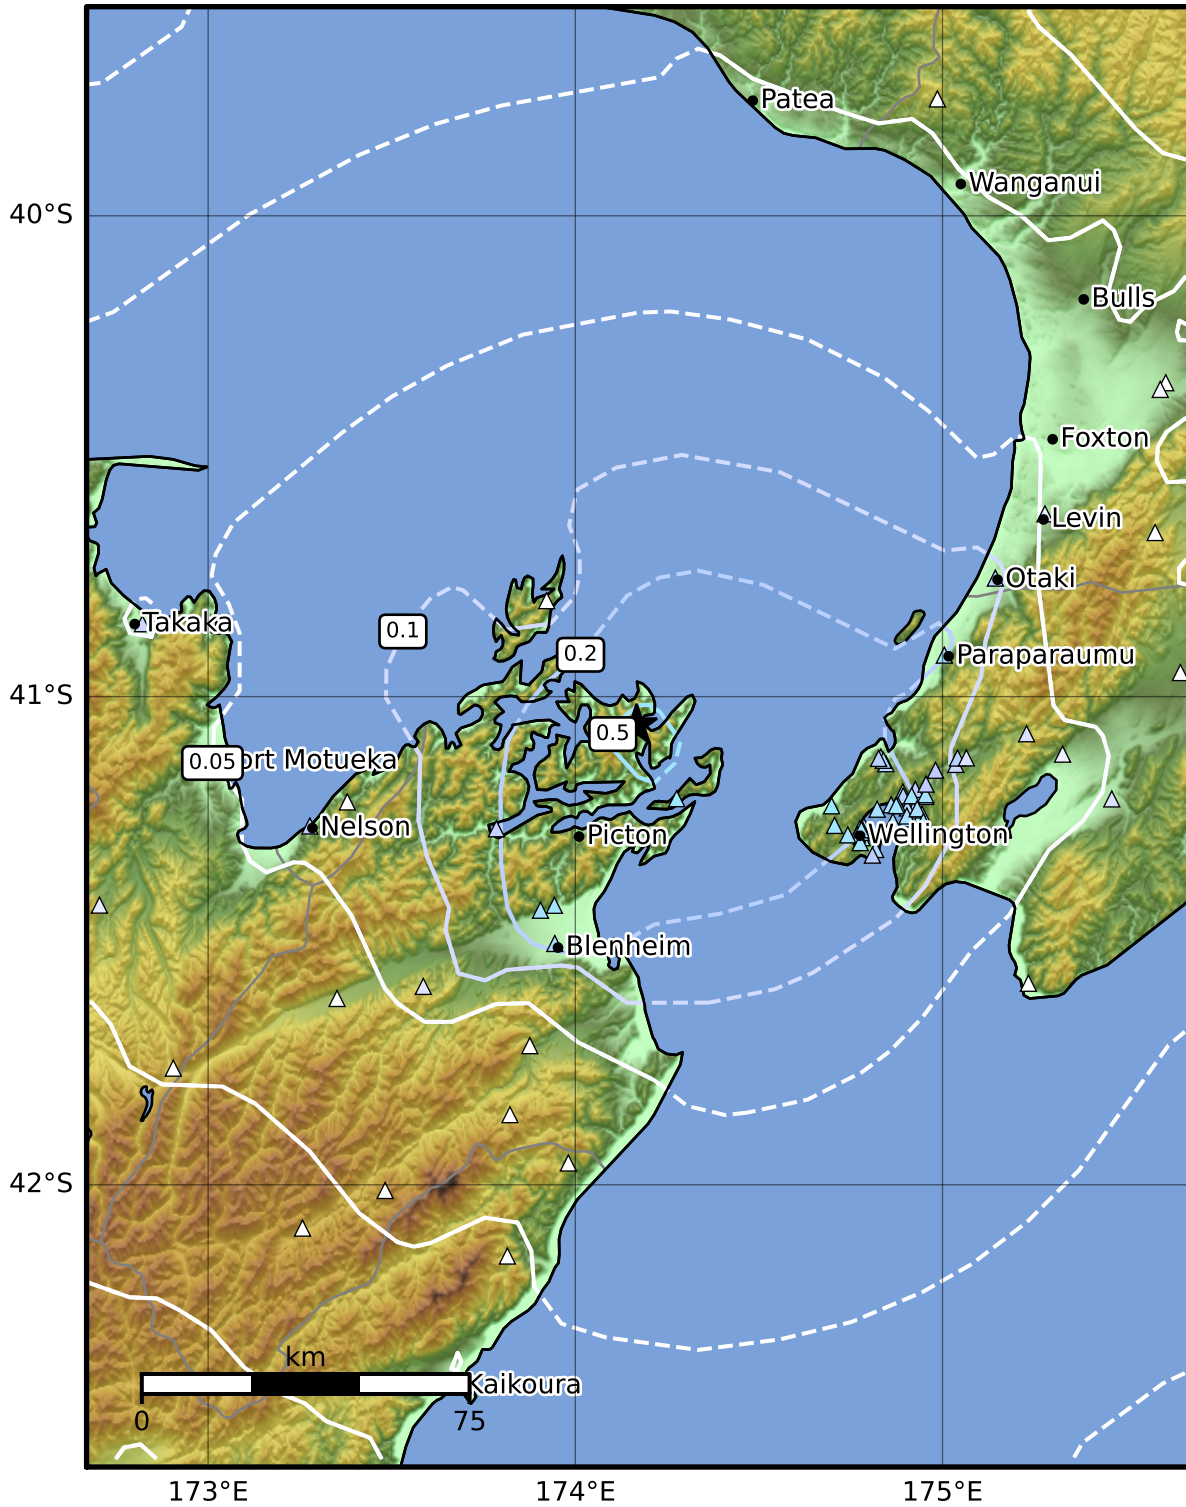 Patea
Wanganui
40°S
Bulls
Foxton
Levin
Otaki
Takaka
0.1
0.2
Paraparaumu
41°S
0.5
0.05
ort Motueka
Nelson
Picton
Wellington
Blenheim
42°S
km
Kaikoura
0
75
173°E
174°E
175°E